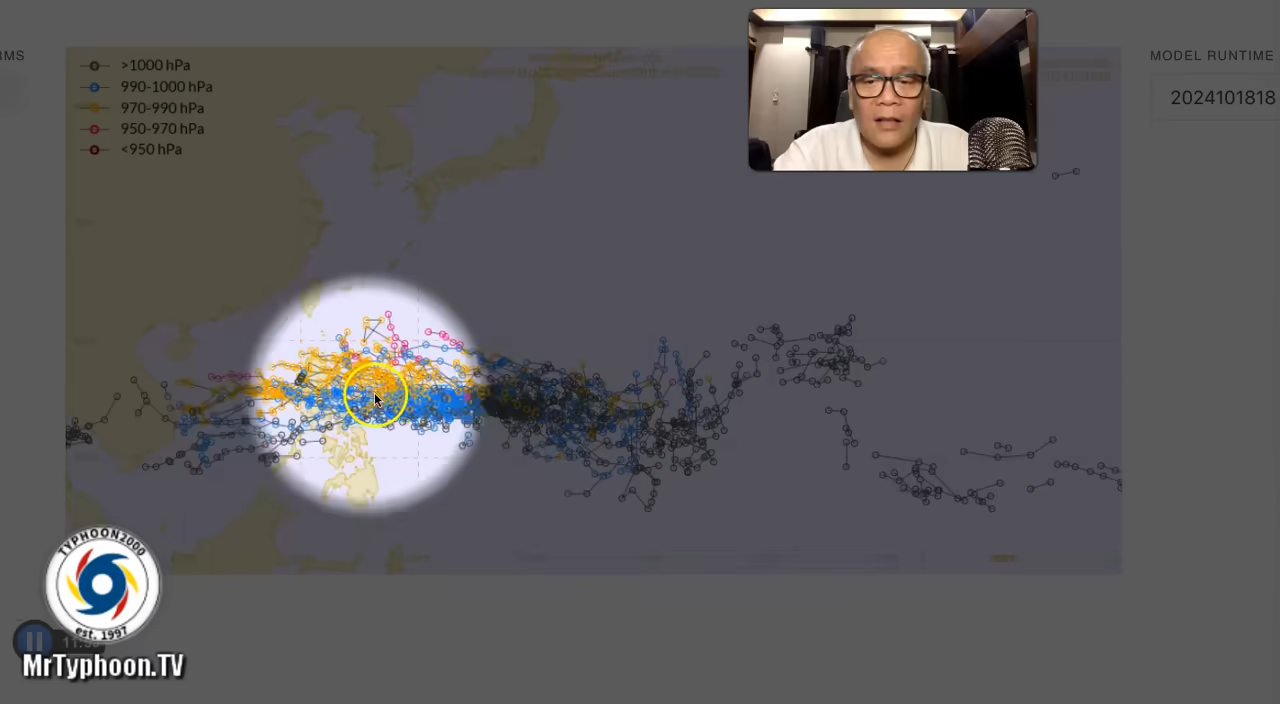 RMS
>1000 hPa
990-1000 hPa
970-990 hPa
950-970 hPa
<950 hPa
MODEL RUNTIME
2024101818
TYPHOON2000
est. 1997
MrTyphoon.TV